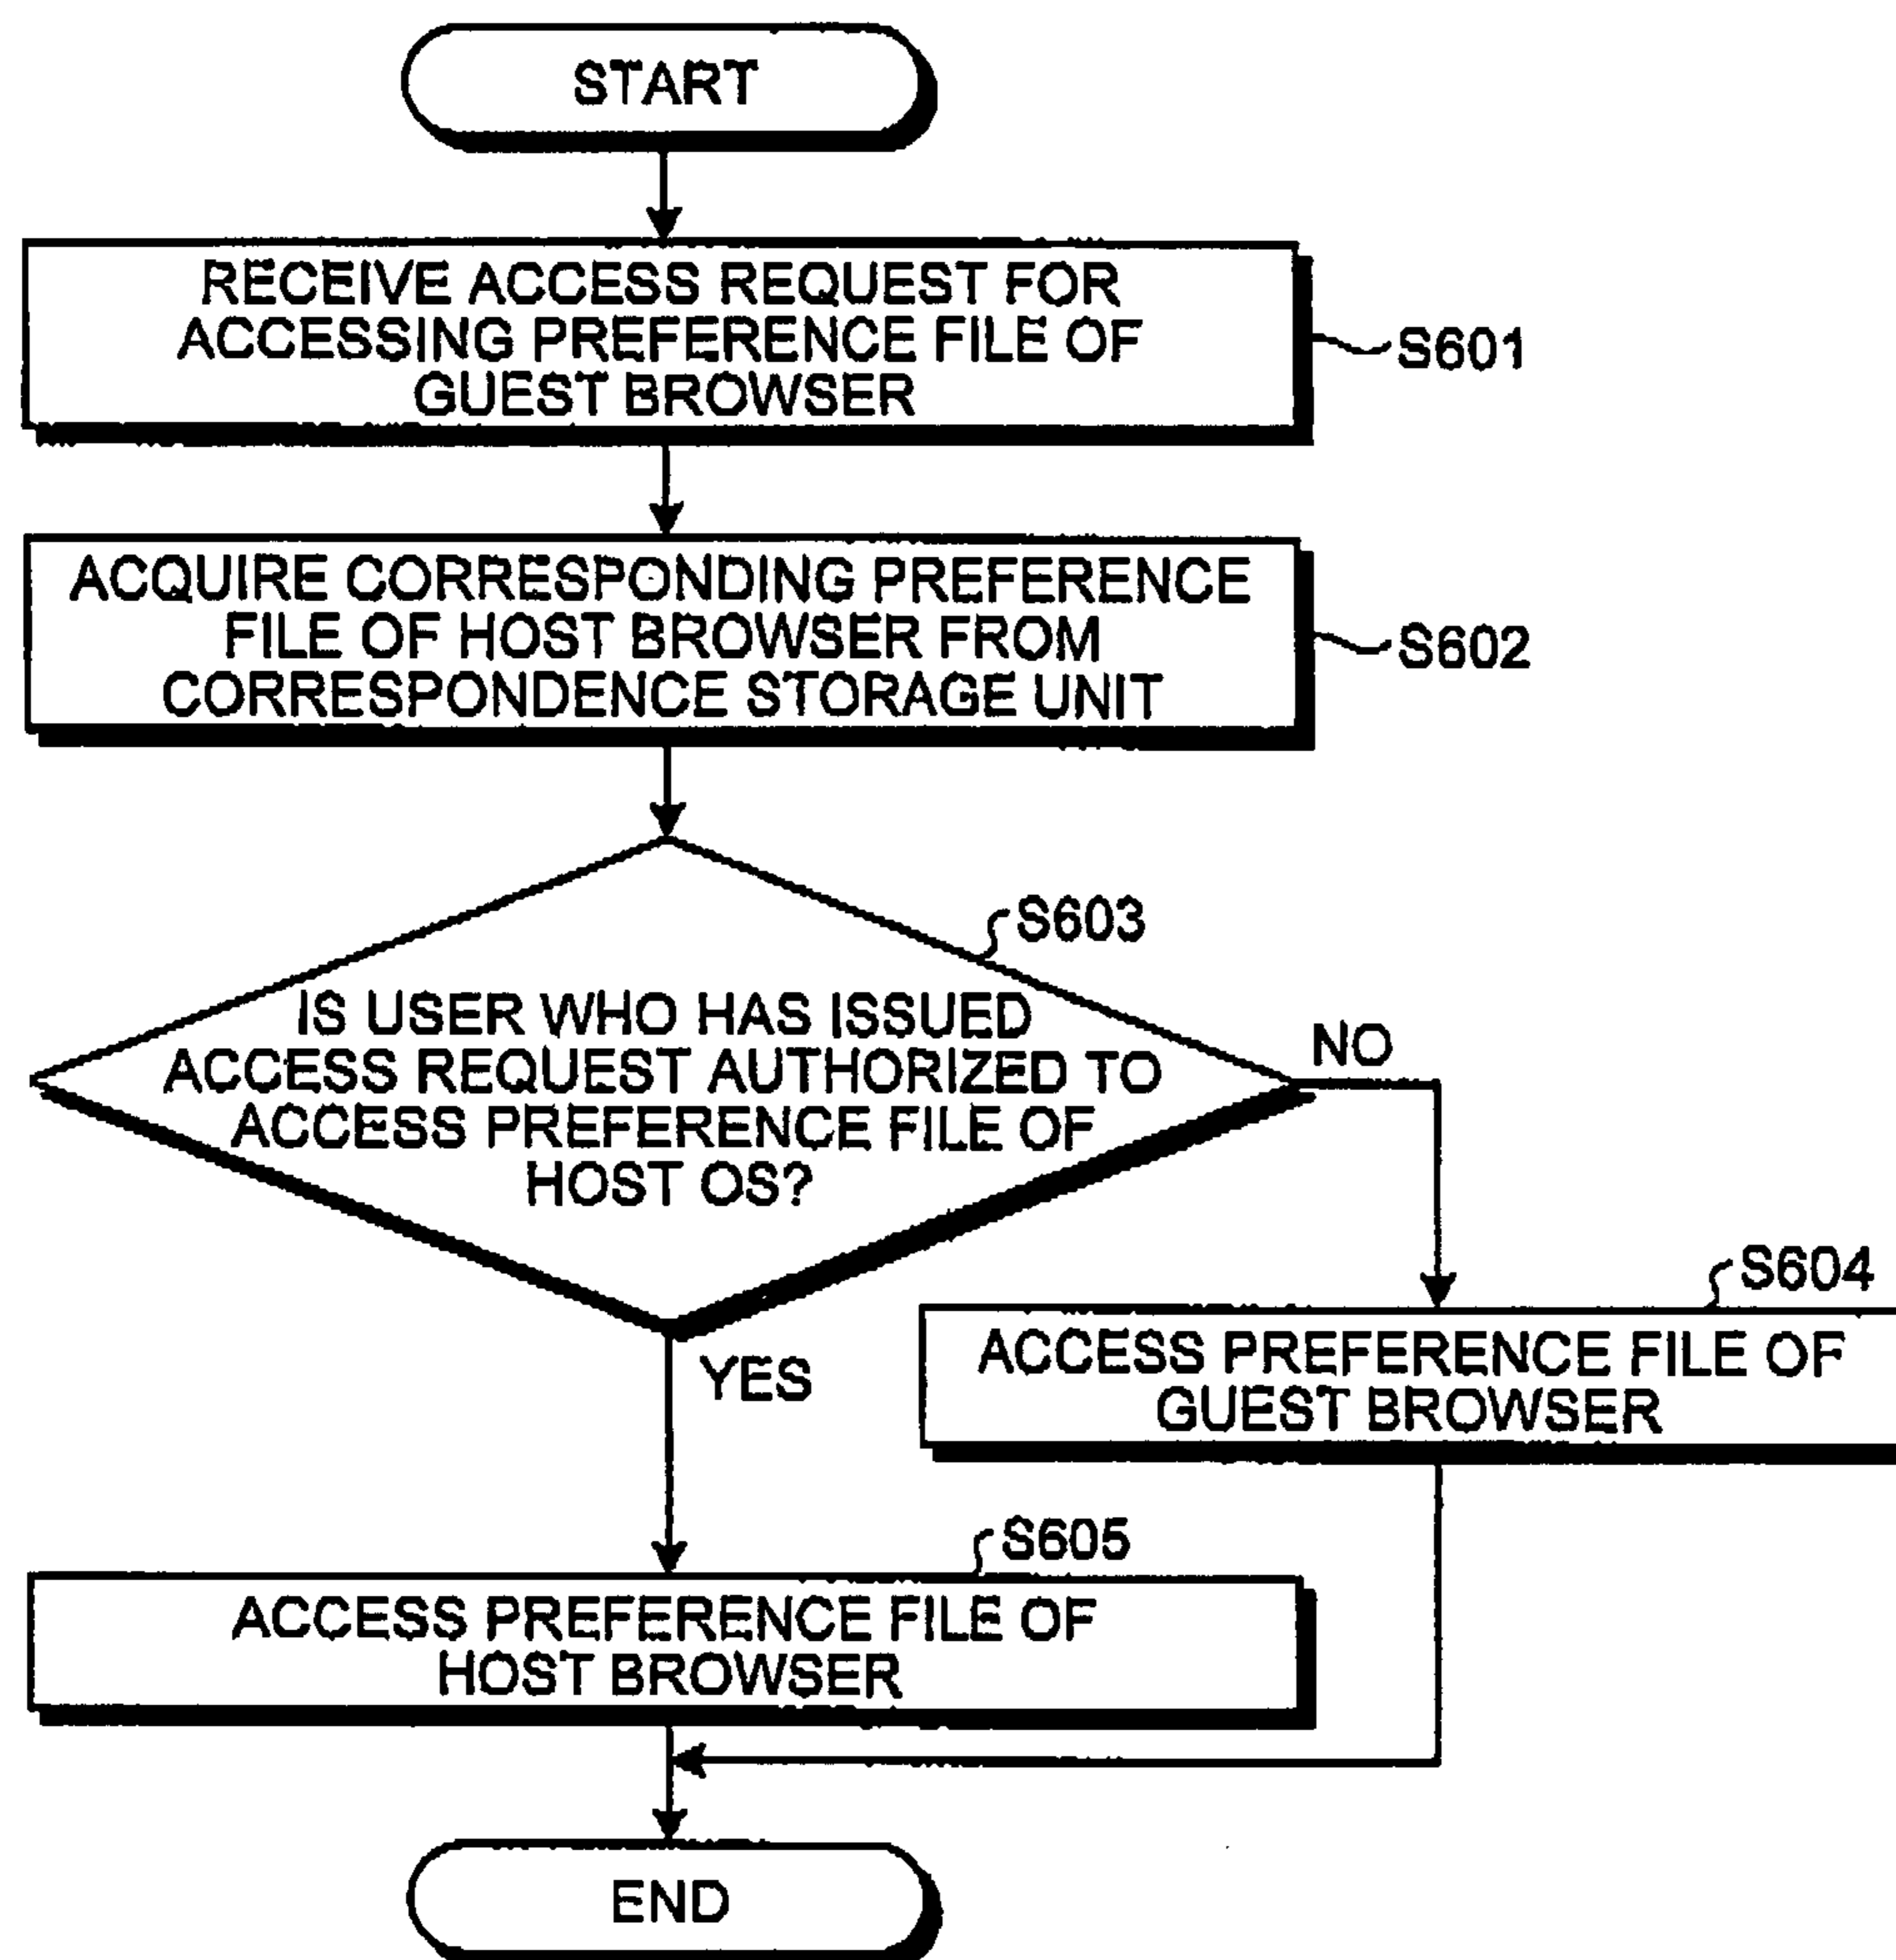 START
RECEIVE ACCESS REQUEST FOR
ACCESSING PREFERENCE FILE OF
GUEST BROWSER
S601
ACQUIRE CORRESPONDING PREFERENCE
FILE OF HOST BROWSER FROM
CORRESPONDENCE STORAGE UNIT
S602
S603
IS USER WHO HAS ISSUED
ACCESS REQUEST AUTHORIZED TO
ACCESS PREFERENCE FILE OF
HOST OS?
NO
YES
S604
ACCESS PREFERENCE FILE OF
GUEST BROWSER
S605
ACCESS PREFERENCE FILE OF
HOST BROWSER
END